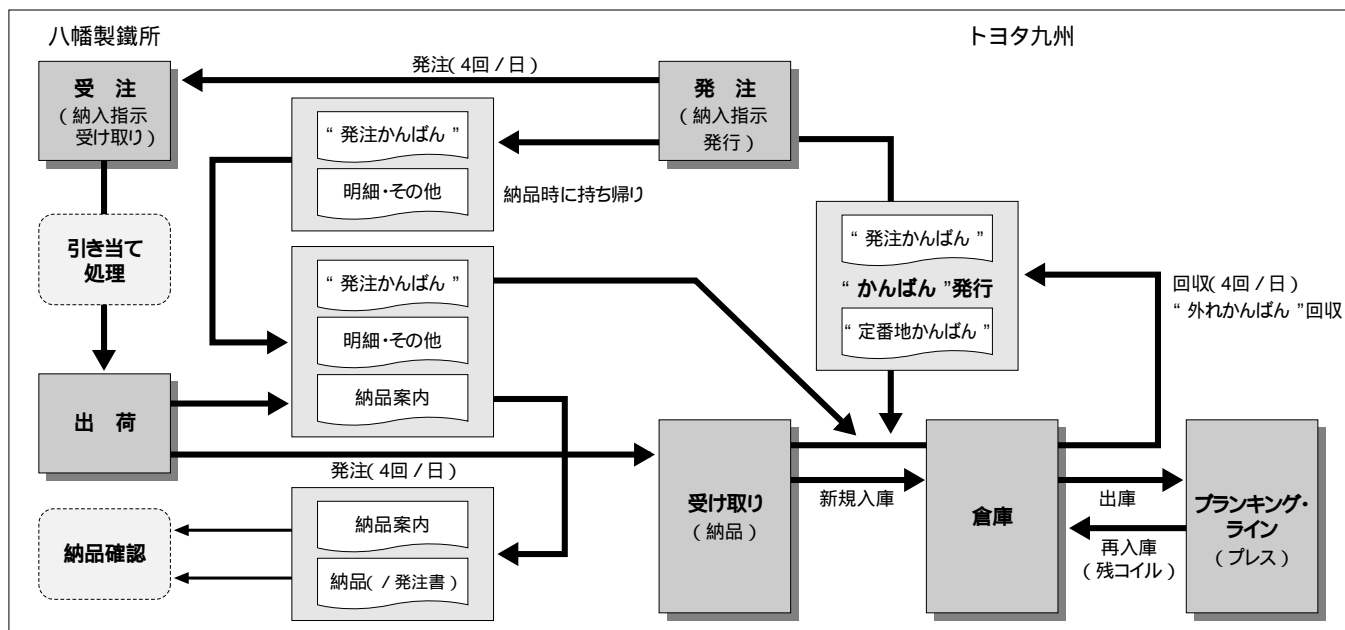 八幡製鐵所
トヨタ九州
受 注
(納入指示
受け取り)
発注(4回/日)
発 注
(納入指示
発行)
“発注かんばん”
明細・その他
納品時に持ち帰り
引き当て
処理
“発注かんばん”
明細・その他
納品案内
“発注かんばん”
“かんばん”発行
“定番地かんばん”
回収(4回/日)
“外れかんばん”回収
出 荷
発注(4回/日)
納品確認
納品案内
納品(/発注書)
受け取り
(納品)
新規入庫
倉庫
出庫
再入庫
(残コイル)
ブランキング・
ライン
(プレス)